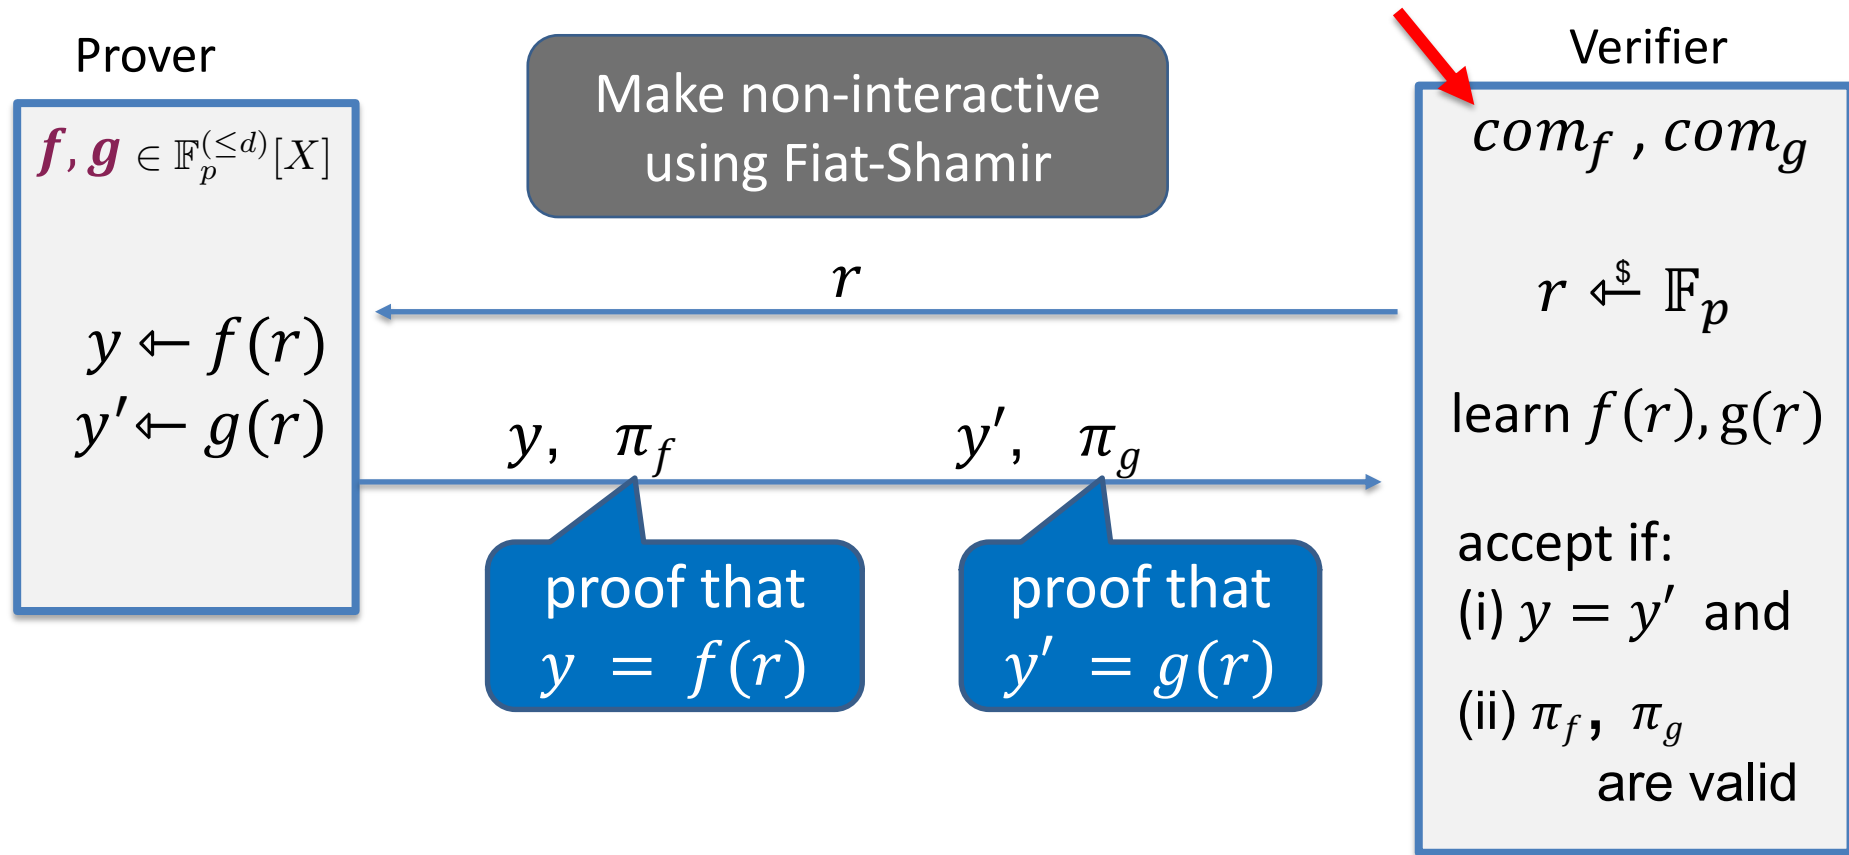 Prover
Verifier
f, g ∈ 𝔽_p^(≤d)[X]
Make non-interactive
using Fiat-Shamir
com_f , com_g
r
r ←$ 𝔽_p
y ← f(r)
y′ ← g(r)
learn f(r), g(r)
y, π_f
y′, π_g
proof that
y = f(r)
proof that
y′ = g(r)
accept if:
(i) y = y′ and
(ii) π_f, π_g
are valid